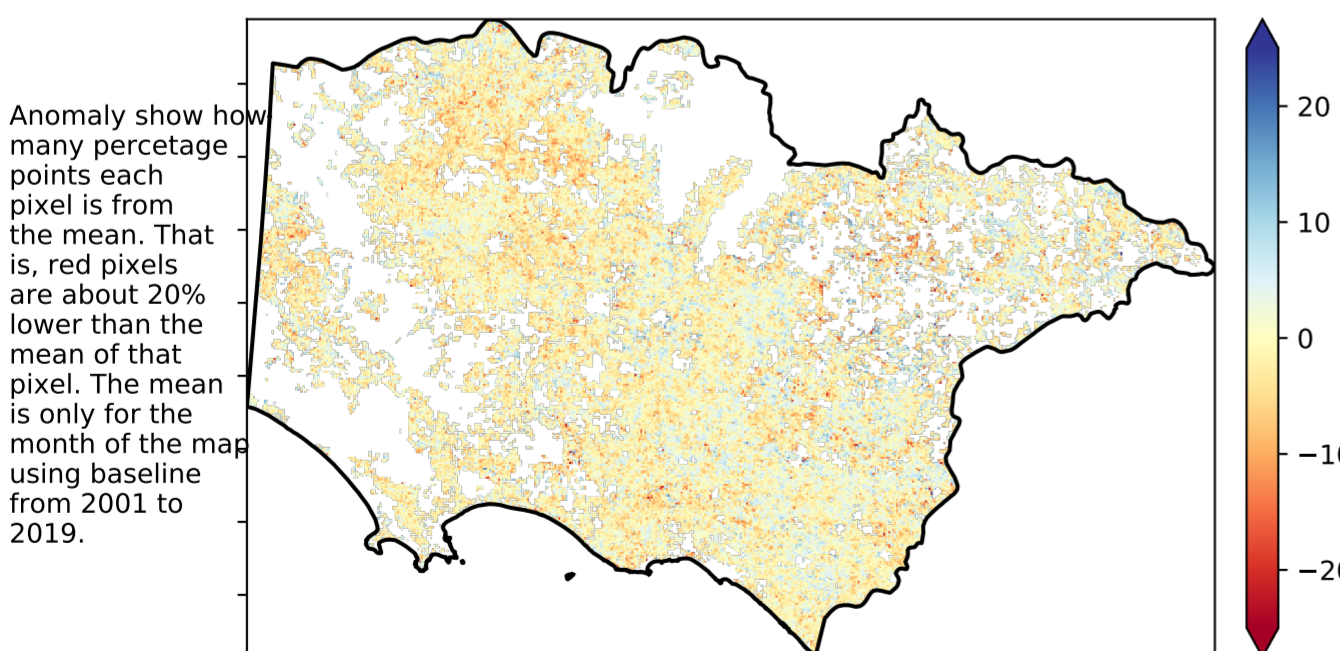 Anomaly show how
many percetage
points each
pixel is from
the mean. That
is, red pixels
are about 20%
lower than the
mean of that
pixel. The mean
is only for the
month of the map
using baseline
from 2001 to
2019.
20
10
0
−10
−20